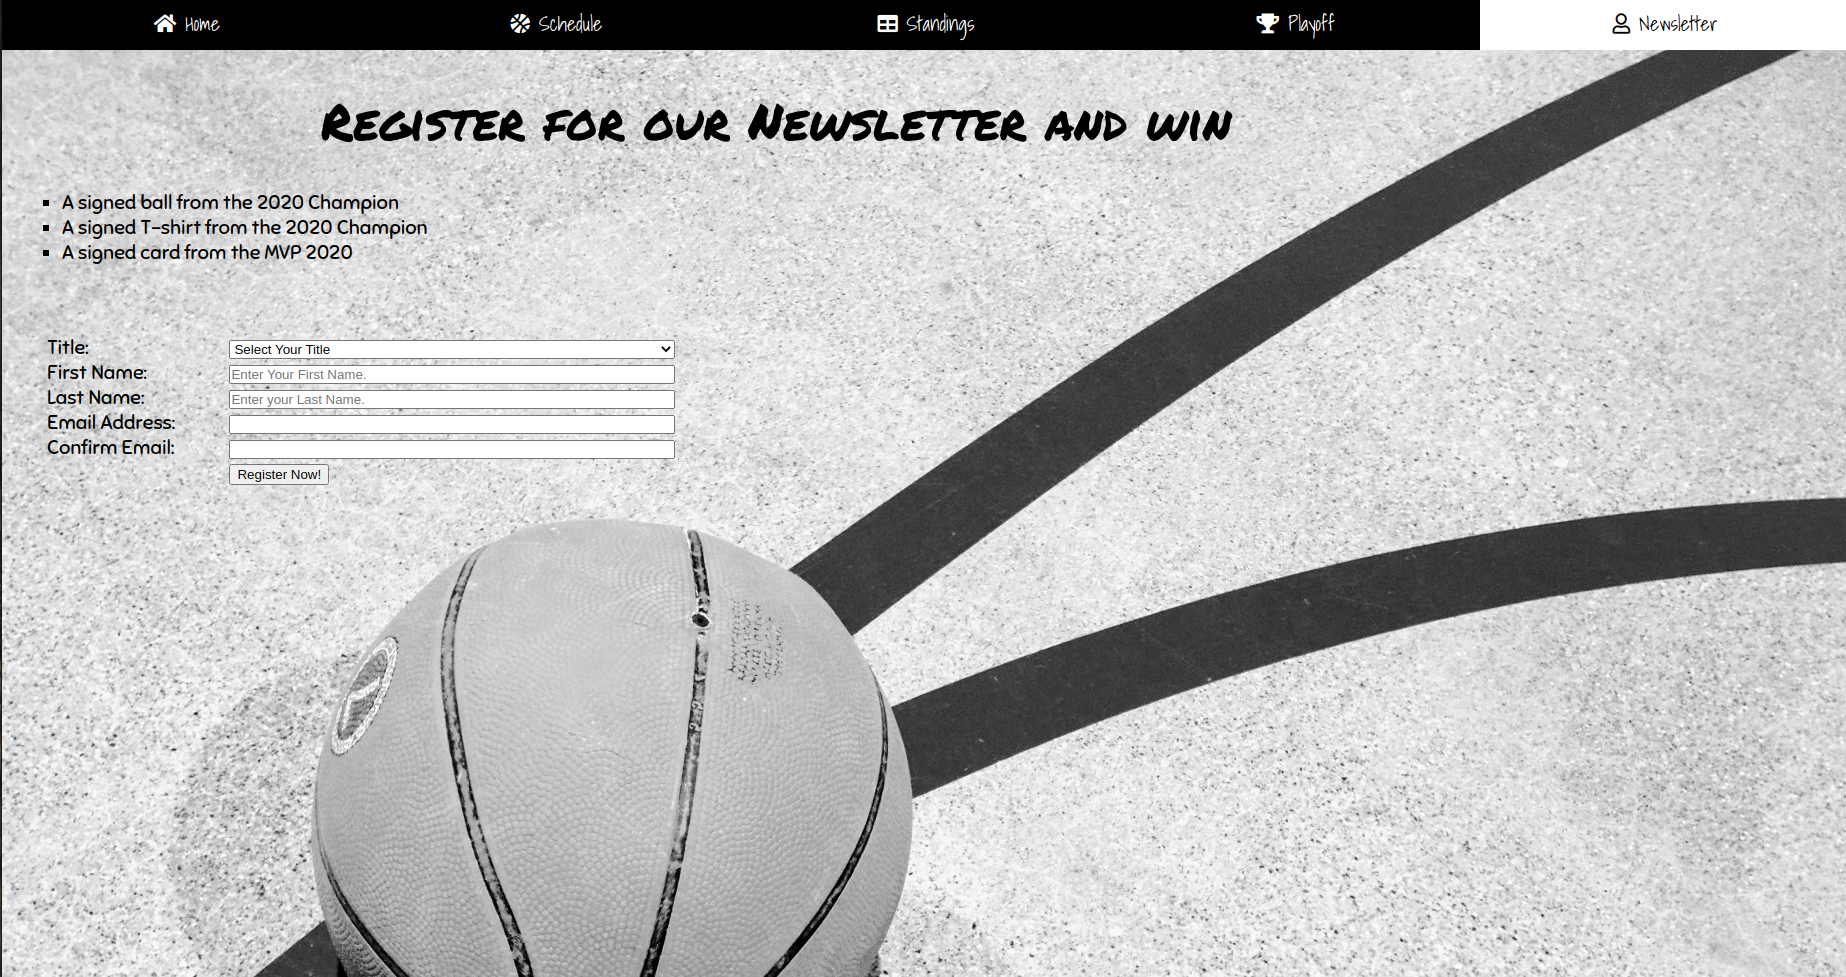 Home
Schedule
Standings
Playoff
Newsletter
Register for our Newsletter and win
A signed ball from the 2020 Champion
A signed T-shirt from the 2020 Champion
A signed card from the MVP 2020
Title: Select Your Title
First Name: Enter Your First Name.
Last Name: Enter your Last Name.
Email Address:
Confirm Email:
Register Now!